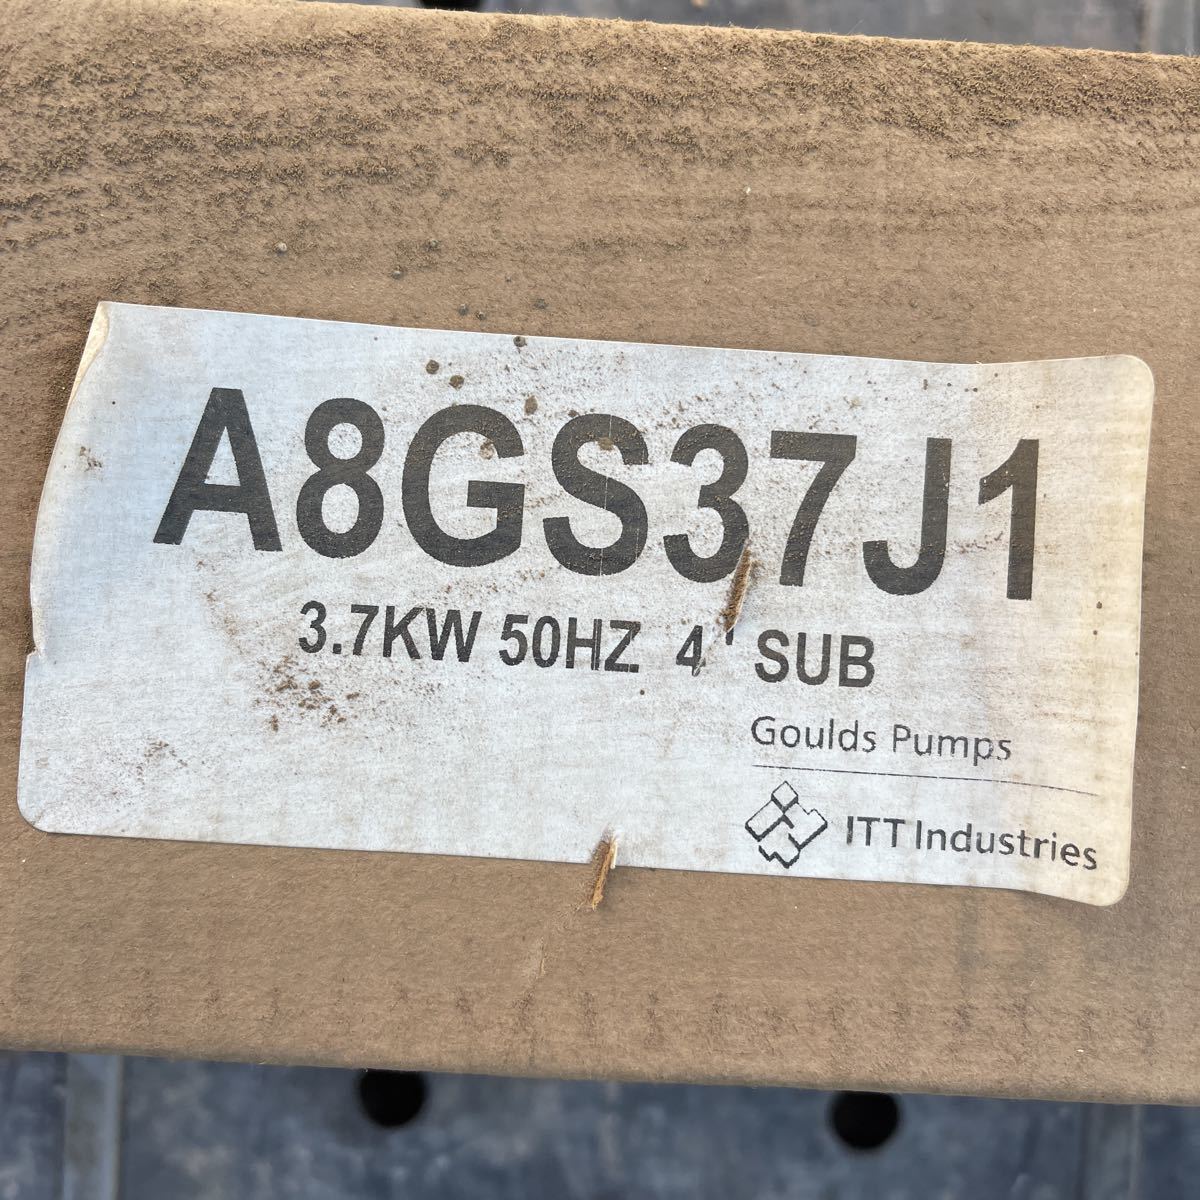 A8GS37J1
3.7KW 50HZ 4" SUB
Goulds Pumps
ITT Industries